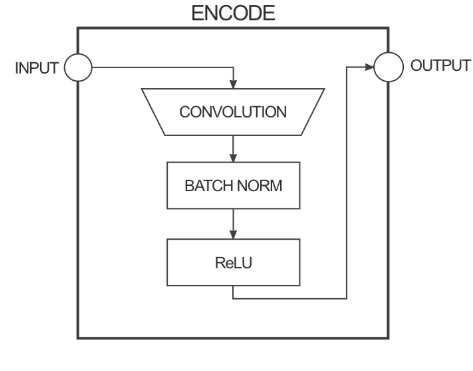 ENCODE
INPUT
OUTPUT
CONVOLUTION
BATCH NORM
ReLU